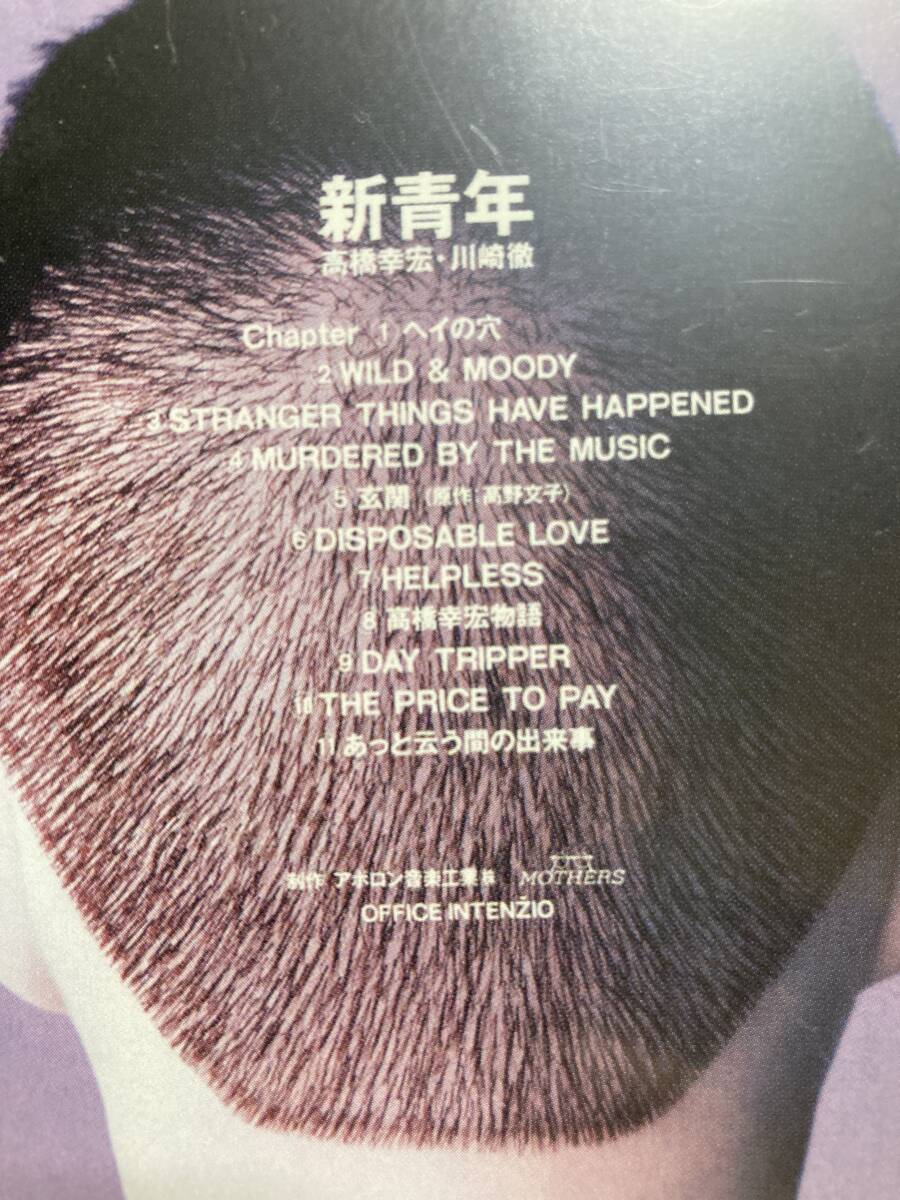 新青年
高橋幸宏・川崎徹
Chapter 1 ヘイの穴
2 WILD & MOODY
3 STRANGER THINGS HAVE HAPPENED
4 MURDERED BY THE MUSIC
5 玄関 (原作 高野文子)
6 DISPOSABLE LOVE
7 HELPLESS
8 高橋幸宏物語
9 DAY TRIPPER
10 THE PRICE TO PAY
11 あっと云う間の出来事
制作 アポロン音楽工業㈱ MOTHERS
OFFICE INTENŻIO